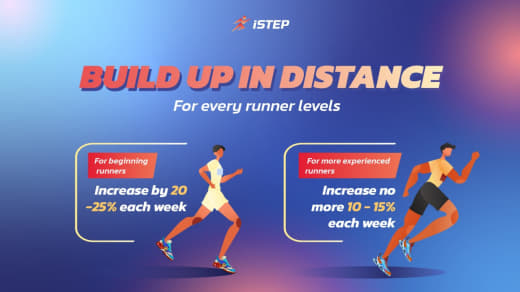 iSTEP
BUILD UP IN DISTANCE
For every runner levels
For beginning
runners
Increase by 20
-25% each week
For more experienced
runners
Increase no
more 10 - 15%
each week